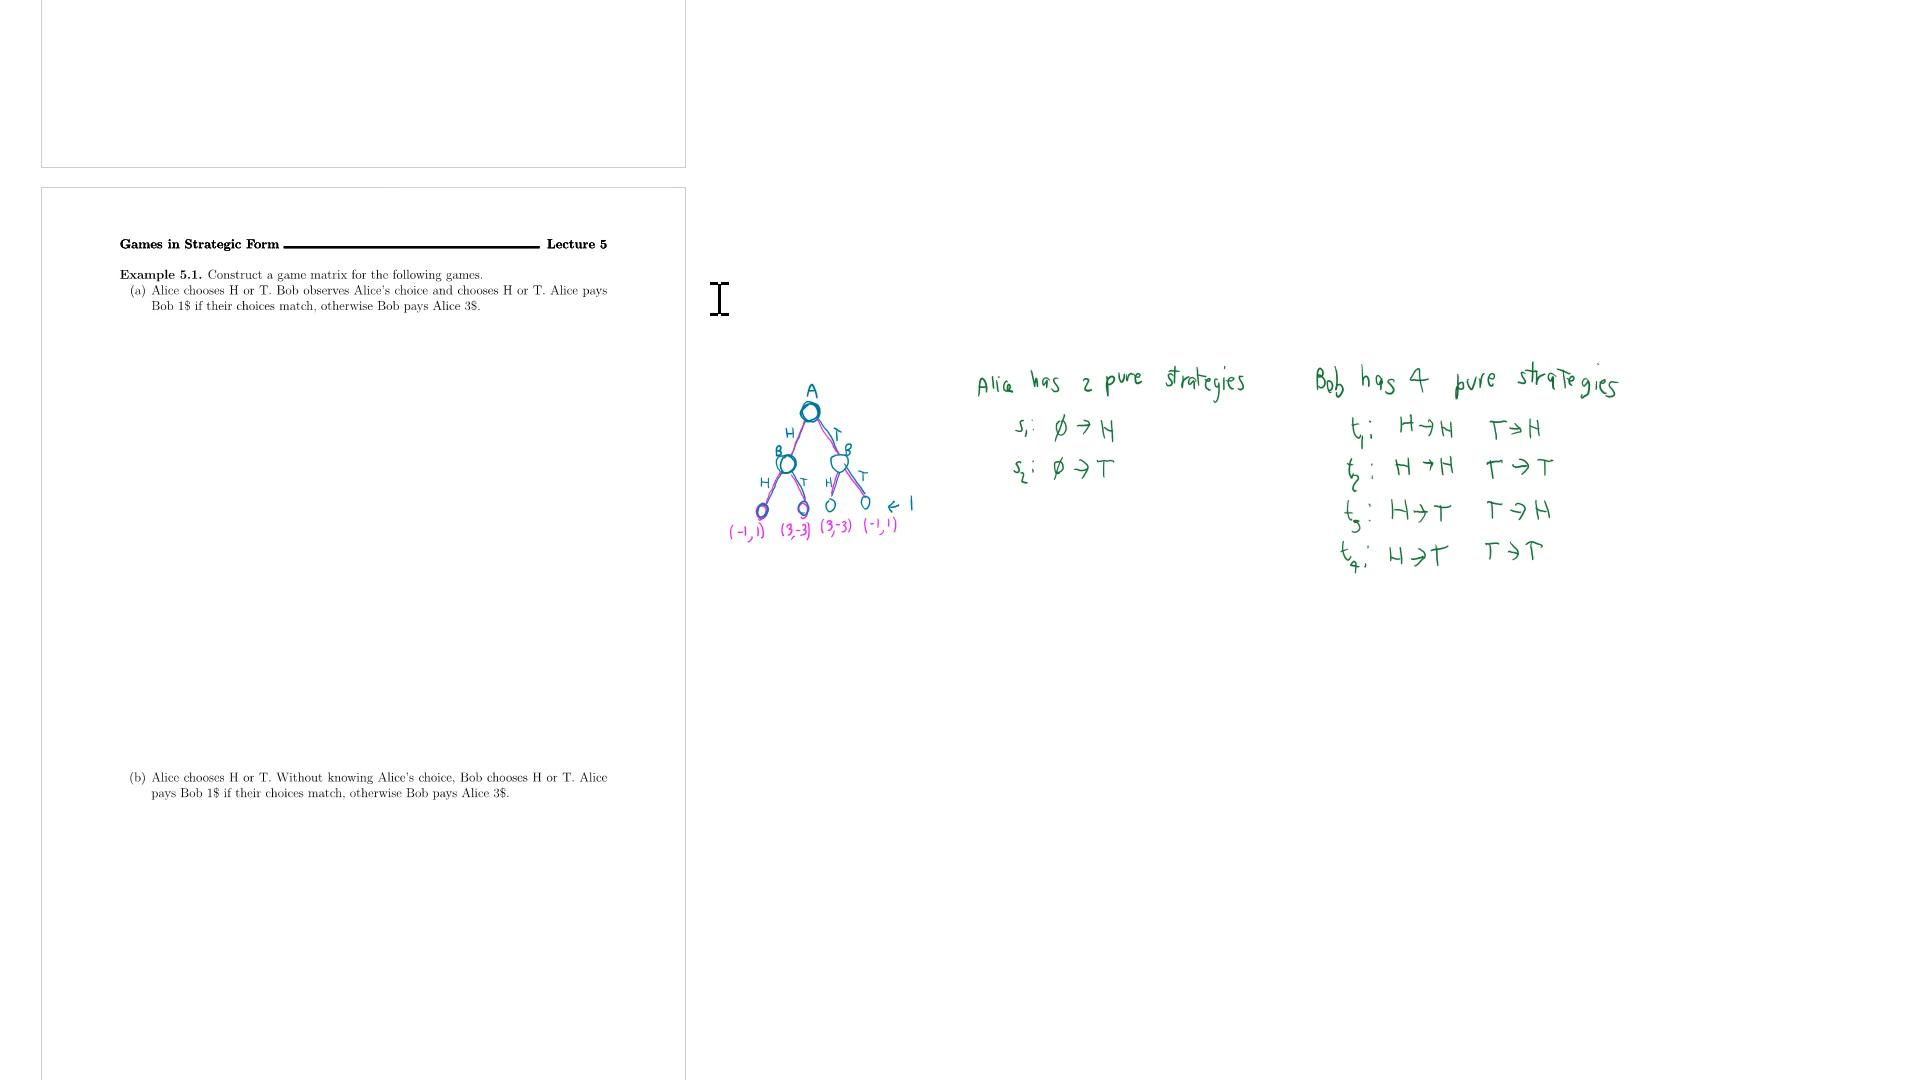 Games in Strategic Form Lecture 5
Example 5.1. Construct a game matrix for the following games.
(a) Alice chooses H or T. Bob observes Alice's choice and chooses H or T. Alice pays
Bob 1$ if their choices match, otherwise Bob pays Alice 3$.
(b) Alice chooses H or T. Without knowing Alice's choice, Bob chooses H or T. Alice
pays Bob 1$ if their choices match, otherwise Bob pays Alice 3$.
A
H T
B B
H T H T
← 1
(-1,1) (3,-3) (3,-3) (-1,1)
Alice has 2 pure strategies
s₁: ∅ → H
s₂: ∅ → T
Bob has 4 pure strategies
t₁: H→H T→H
t₂: H→H T→T
t₃: H→T T→H
t₄: H→T T→T